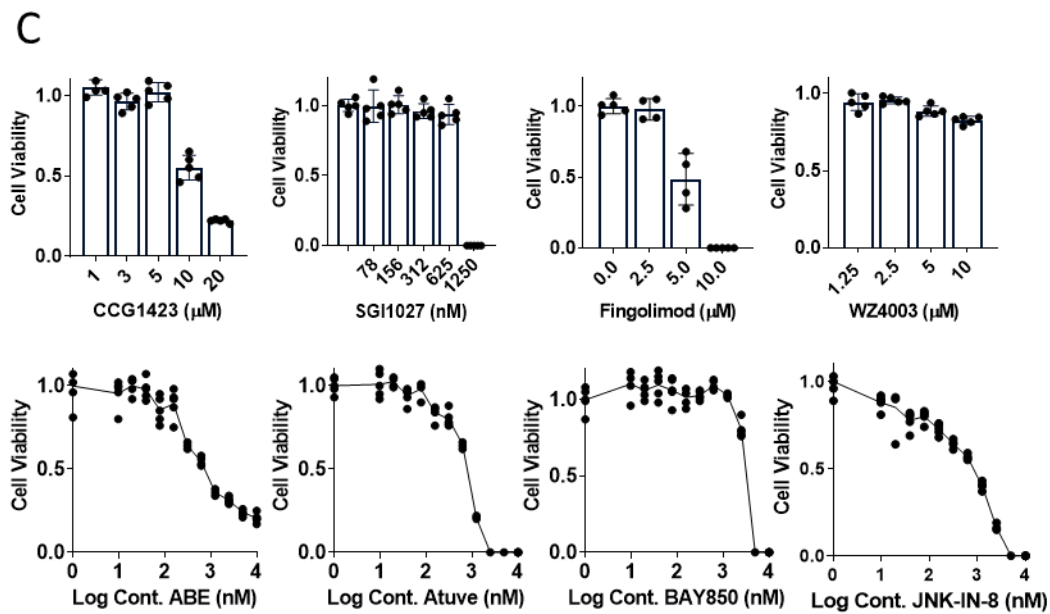 C
Cell Viability
1.0
0.5
0.0
1
3
5
10
20
CCG1423 (μM)
Cell Viability
1.0
0.5
0.0
78
156
312
625
1250
SGI1027 (nM)
Cell Viability
1.0
0.5
0.0
0.0
2.5
5.0
10.0
Fingolimod (μM)
Cell Viability
1.0
0.5
0.0
1.25
2.5
5
10
WZ4003 (μM)
Cell Viability
1.0
0.5
0.0
0 1 2 3 4
Log Cont. ABE (nM)
Cell Viability
1.0
0.5
0.0
0 1 2 3 4
Log Cont. Atuve (nM)
Cell Viability
1.0
0.5
0.0
0 1 2 3 4
Log Cont. BAY850 (nM)
Cell Viability
1.0
0.5
0.0
0 1 2 3 4
Log Cont. JNK-IN-8 (nM)